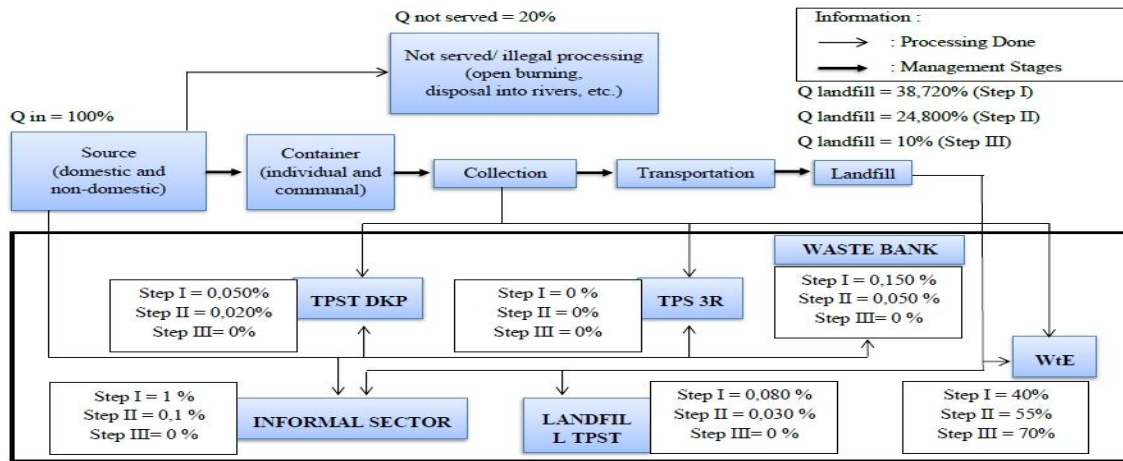 Q not served = 20%
Not served/ illegal processing
(open burning,
disposal into rivers, etc.)
Information :
: Processing Done
: Management Stages
Q landfill = 38,720% (Step I)
Q landfill = 24,800% (Step II)
Q landfill = 10% (Step III)
Q in = 100%
Source
(domestic and
non-domestic)
Container
(individual and
communal)
Collection
Transportation
Landfill
WASTE BANK
Step I = 0,150 %
Step II = 0,050 %
Step III= 0 %
Step I = 0,050%
Step II = 0,020%
Step III= 0%
TPST DKP
Step I = 0 %
Step II = 0%
Step III= 0%
TPS 3R
WtE
Step I = 1 %
Step II = 0,1 %
Step III= 0 %
INFORMAL SECTOR
LANDFIL
L TPST
Step I = 0,080 %
Step II = 0,030 %
Step III= 0 %
Step I = 40%
Step II = 55%
Step III = 70%